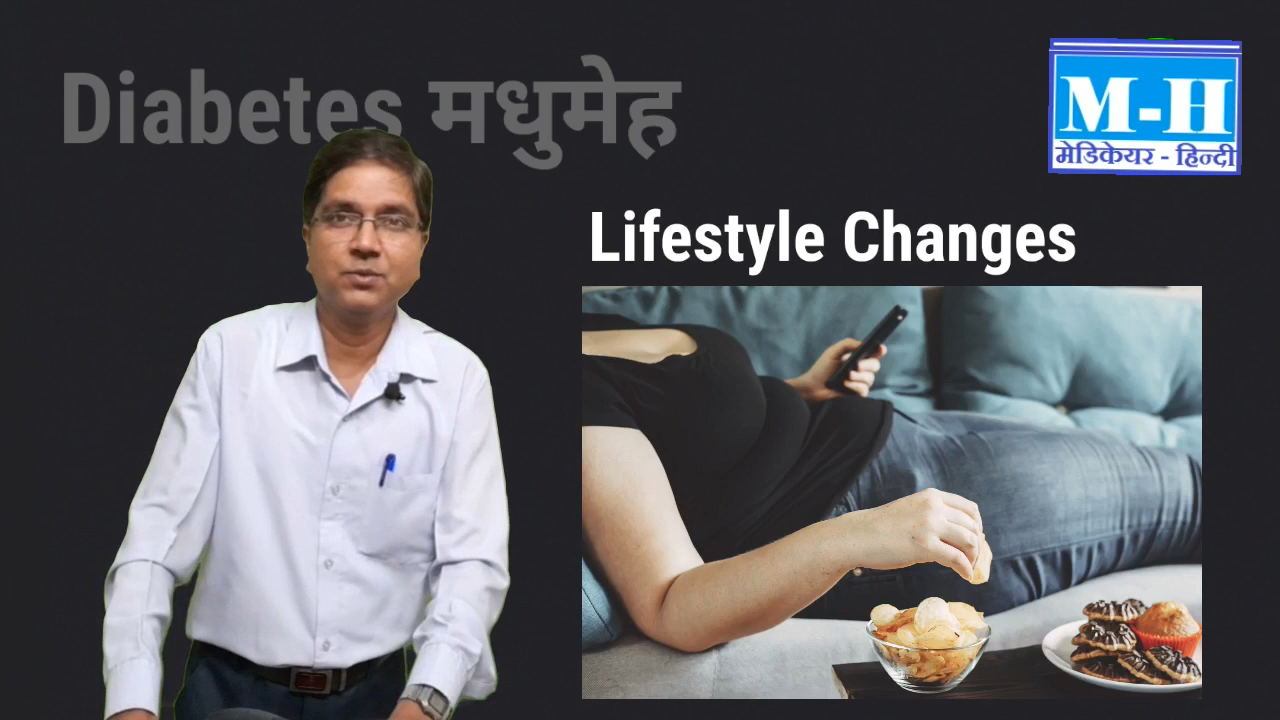 Diabetes मधुमेह
M-H
मेडिकेयर - हिन्दी
Lifestyle Changes